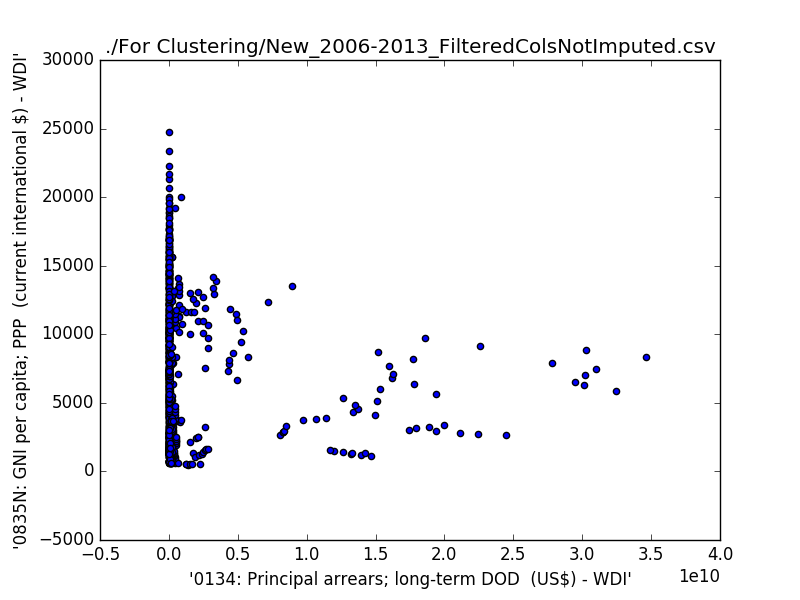 ./For Clustering/New_2006-2013_FilteredColsNotImputed.csv
30000
25000
20000
15000
10000
5000
0
−5000
'0835N: GNI per capita; PPP  (current international $) - WDI'
−0.5 0.0 0.5 1.0 1.5 2.0 2.5 3.0 3.5 4.0
1e10
'0134: Principal arrears; long-term DOD  (US$) - WDI'